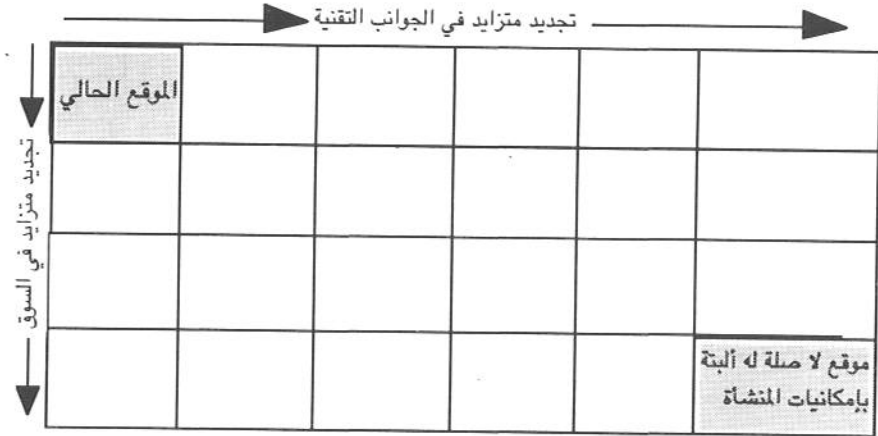 تجديد متزايد في الجوانب التقنية
الموقع الحالي
تجديد متزايد في السوق
موقع لا صلة له ألبتة
بإمكانيات المنشأة